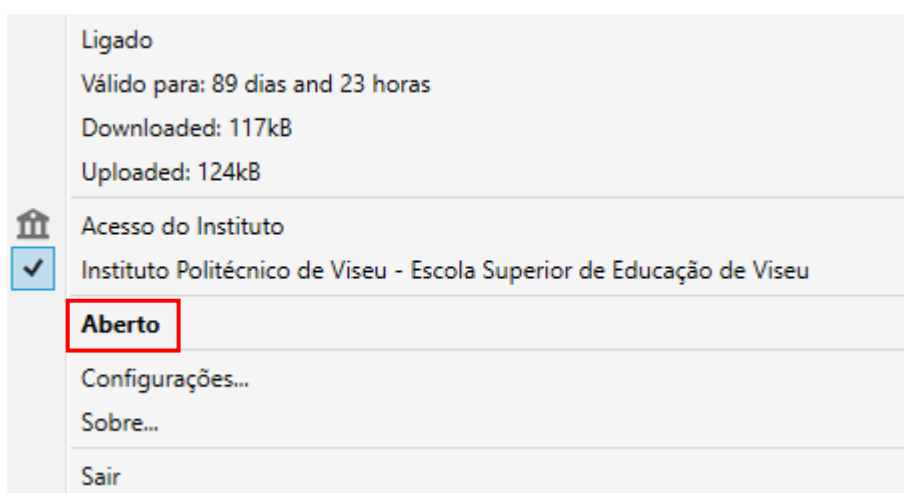 Ligado
Válido para: 89 dias and 23 horas
Downloaded: 117kB
Uploaded: 124kB
Acesso do Instituto
Instituto Politécnico de Viseu - Escola Superior de Educação de Viseu
Aberto
Configurações...
Sobre...
Sair